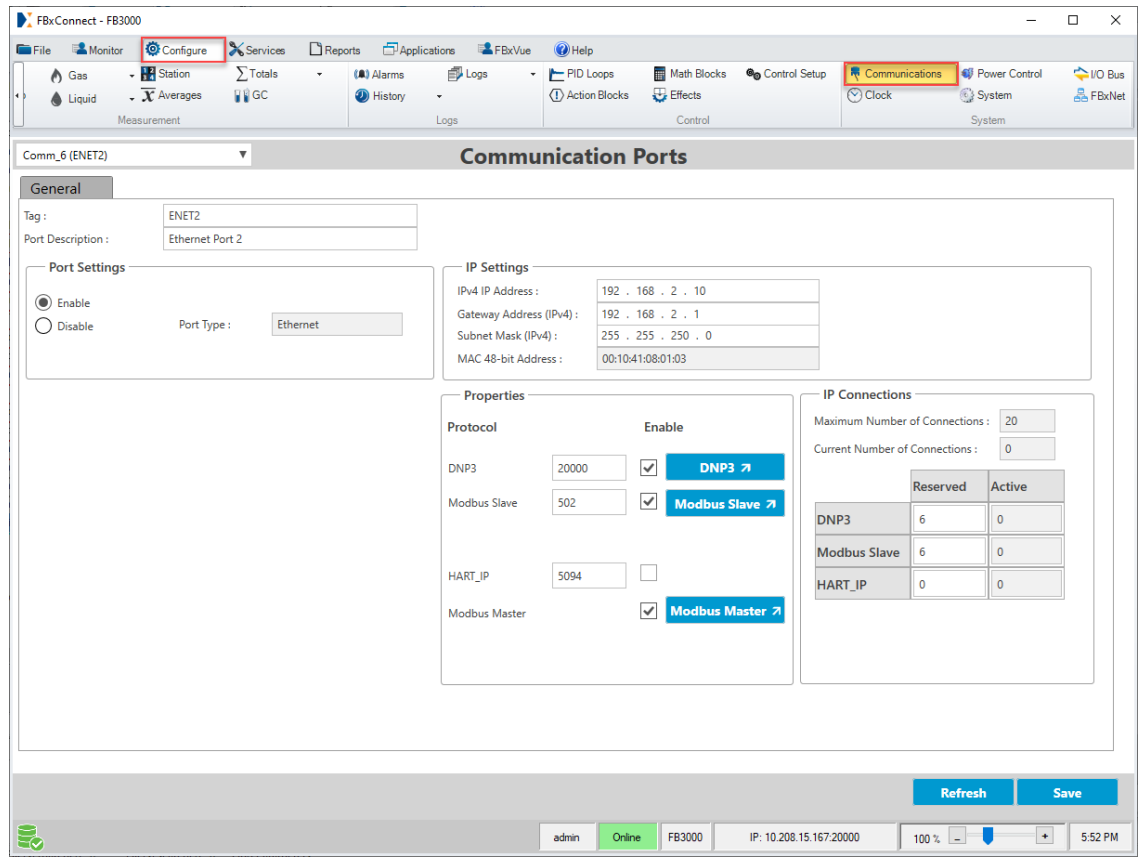 FBxConnect - FB3000
File Monitor Configure Services Reports Applications FBxVue Help
Gas Station Totals Alarms Logs PID Loops Math Blocks Control Setup Communications Power Control I/O Bus
Liquid Averages GC History Action Blocks Effects Clock System FBxNet
Measurement Logs Control System
Comm_6 (ENET2) Communication Ports
General
Tag : ENET2
Port Description : Ethernet Port 2
Port Settings
Enable
Disable Port Type : Ethernet
IP Settings
IPv4 IP Address : 192 . 168 . 2 . 10
Gateway Address (IPv4) : 192 . 168 . 2 . 1
Subnet Mask (IPv4) : 255 . 255 . 250 . 0
MAC 48-bit Address : 00:10:41:08:01:03
Properties
Protocol Enable
DNP3 20000 DNP3
Modbus Slave 502 Modbus Slave
HART_IP 5094
Modbus Master Modbus Master
IP Connections
Maximum Number of Connections : 20
Current Number of Connections : 0
Reserved Active
DNP3 6 0
Modbus Slave 6 0
HART_IP 0 0
Refresh Save
admin Online FB3000 IP: 10.208.15.167:20000 100 % - + 5:52 PM